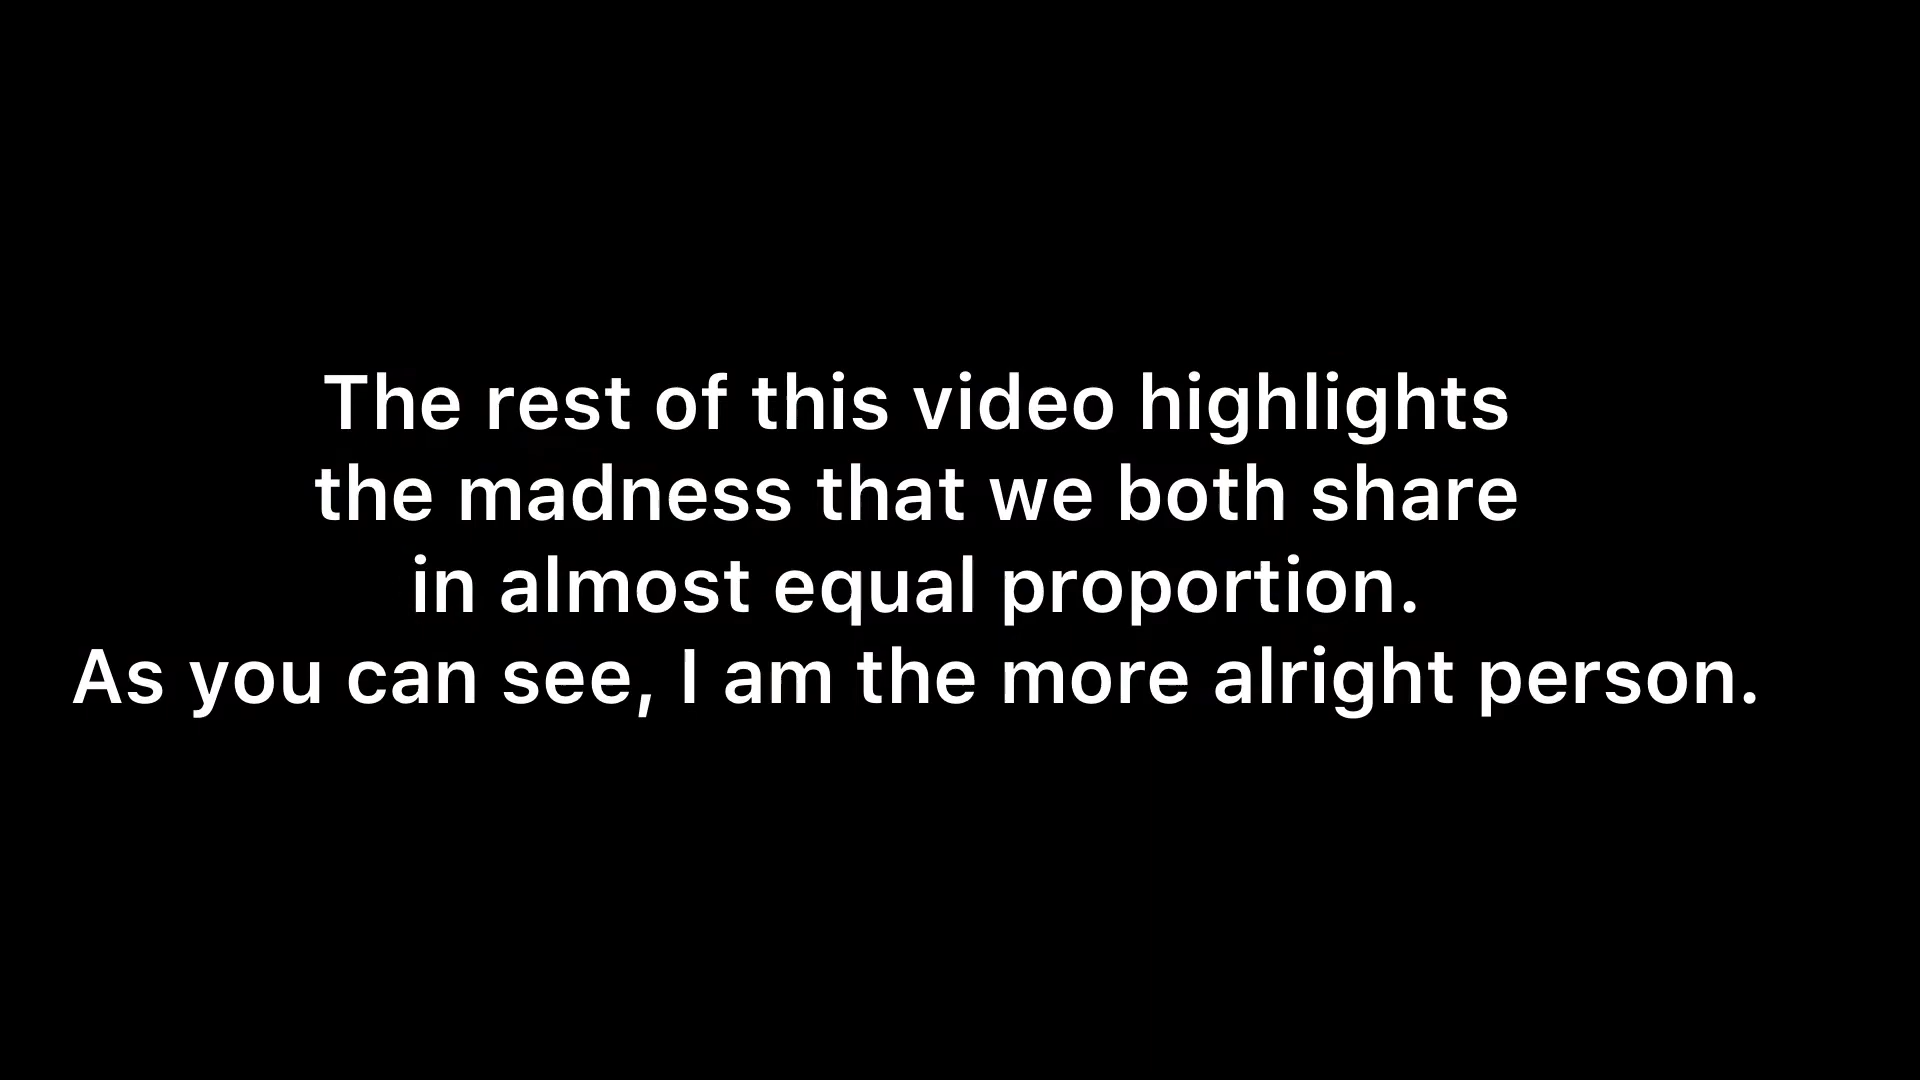 The rest of this video highlights
the madness that we both share
in almost equal proportion.
As you can see, I am the more alright person.